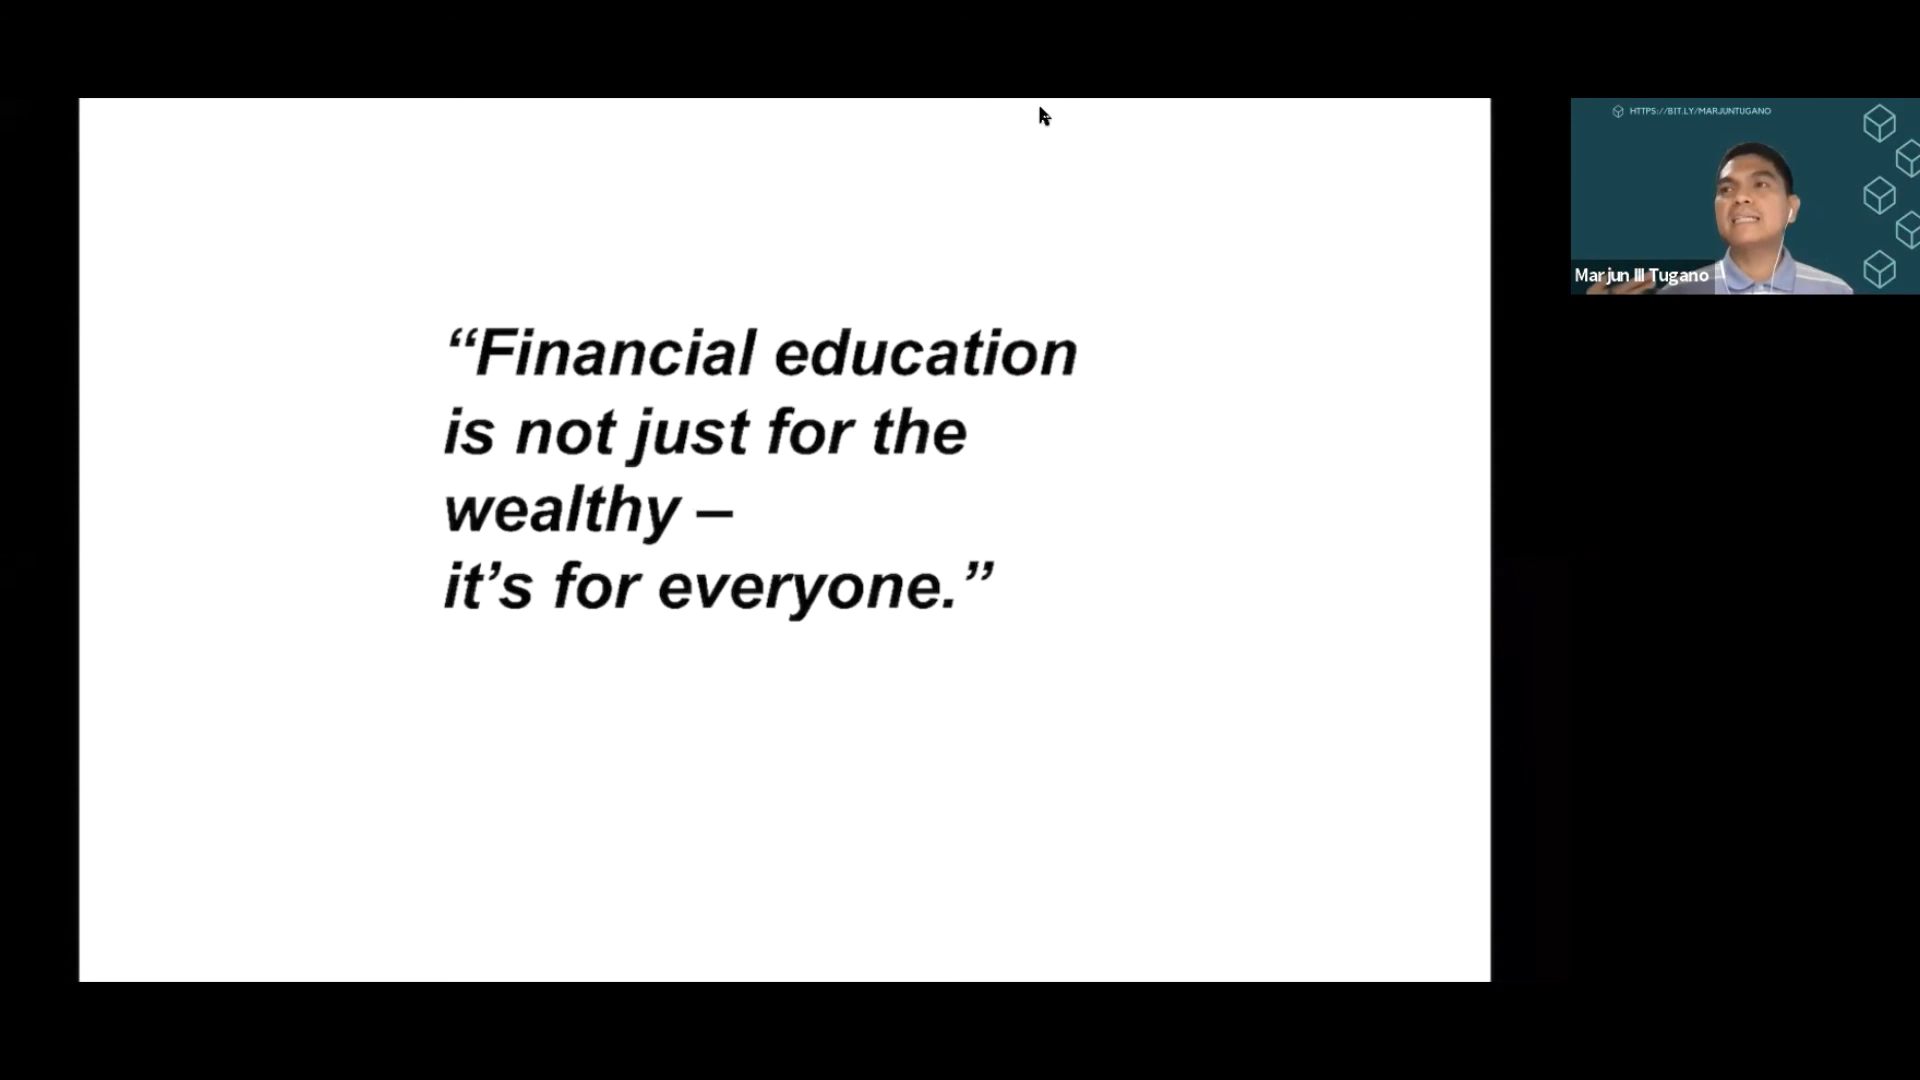 “Financial education
is not just for the
wealthy –
it’s for everyone.”
HTTPS://BIT.LY/MARJUNTUGANO
Marjun III Tugano